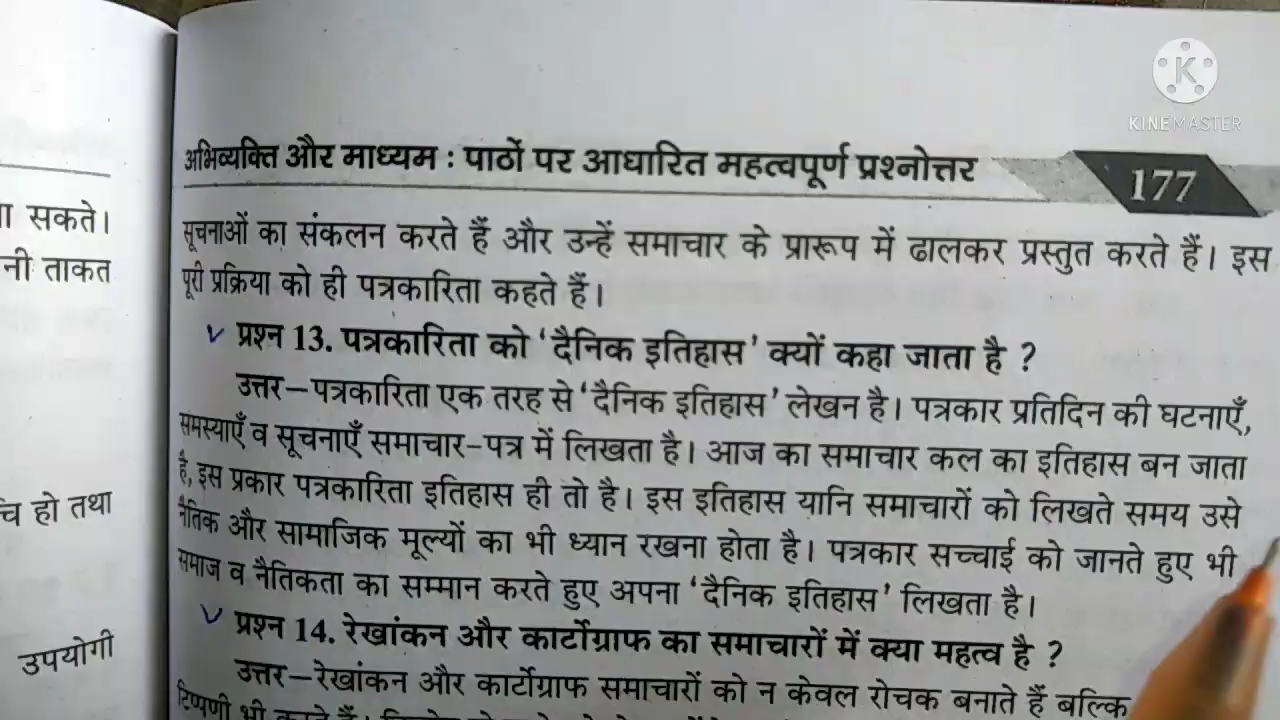 KINEMASTER
अभिव्यक्ति और माध्यम : पाठों पर आधारित महत्वपूर्ण प्रश्नोत्तर 177
सकते।
ताकत
हो तथा
उपयोगी
सूचनाओं का संकलन करते हैं और उन्हें समाचार के प्रारूप में ढालकर प्रस्तुत करते हैं। इस
पूरी प्रक्रिया को ही पत्रकारिता कहते हैं।
प्रश्न 13. पत्रकारिता को 'दैनिक इतिहास' क्यों कहा जाता है ?
उत्तर–पत्रकारिता एक तरह से 'दैनिक इतिहास' लेखन है। पत्रकार प्रतिदिन की घटनाएँ,
समस्याएँ व सूचनाएँ समाचार-पत्र में लिखता है। आज का समाचार कल का इतिहास बन जाता
है, इस प्रकार पत्रकारिता इतिहास ही तो है। इस इतिहास यानि समाचारों को लिखते समय उसे
नैतिक और सामाजिक मूल्यों का भी ध्यान रखना होता है। पत्रकार सच्चाई को जानते हुए भी
समाज व नैतिकता का सम्मान करते हुए अपना 'दैनिक इतिहास' लिखता है।
प्रश्न 14. रेखांकन और कार्टोग्राफ का समाचारों में क्या महत्व है ?
उत्तर–रेखांकन और कार्टोग्राफ समाचारों को न केवल रोचक बनाते हैं बल्कि
टिप्पणी भी करते हैं।